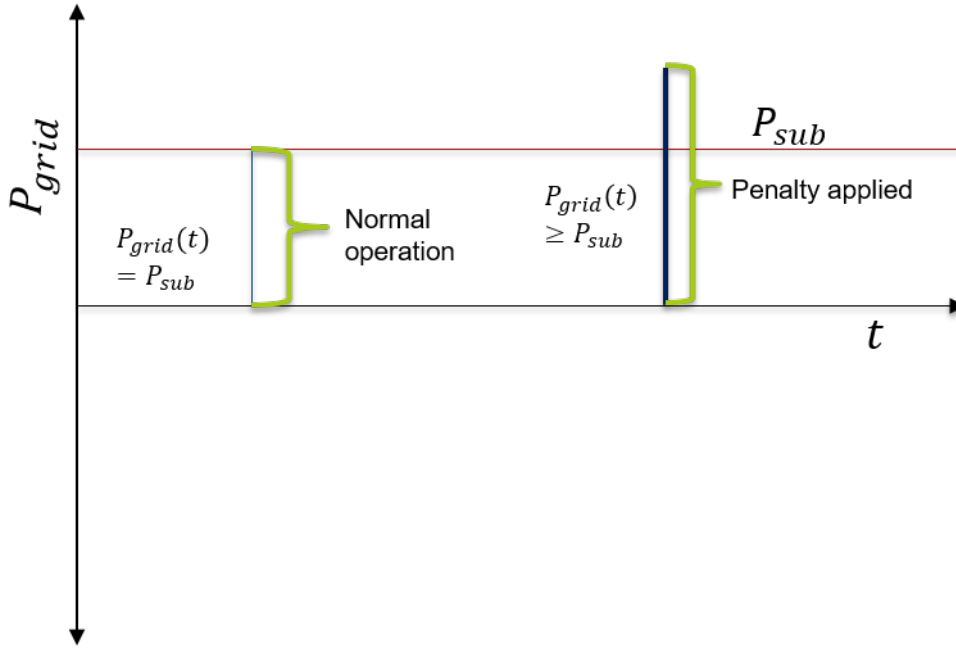 P_grid
P_sub
P_grid(t)
= P_sub
Normal
operation
P_grid(t)
≥ P_sub
Penalty applied
t